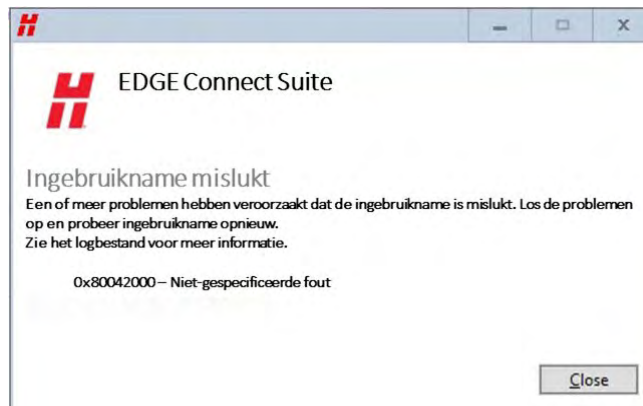 EDGE Connect Suite
Ingebruikname mislukt
Een of meer problemen hebben veroorzaakt dat de ingebruikname is mislukt. Los de problemen
op en probeer ingebruikname opnieuw.
Zie het logbestand voor meer informatie.
0x80042000 – Niet-gespecificeerde fout
Close